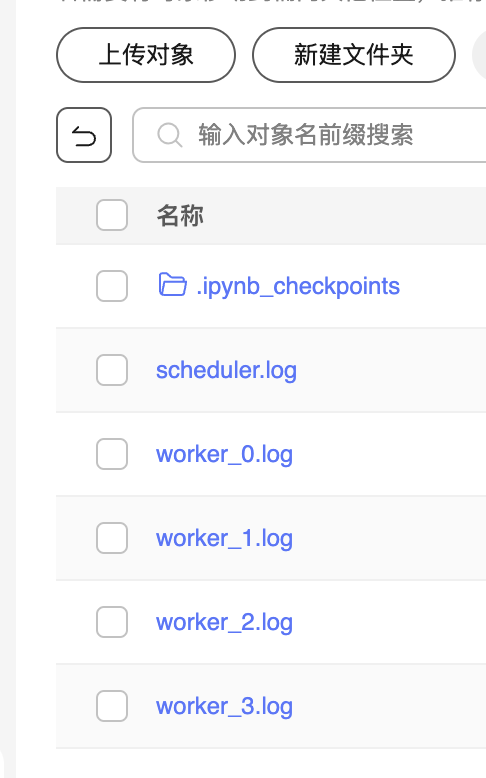 上传对象
新建文件夹
输入对象名前缀搜索
名称
.ipynb_checkpoints
scheduler.log
worker_0.log
worker_1.log
worker_2.log
worker_3.log